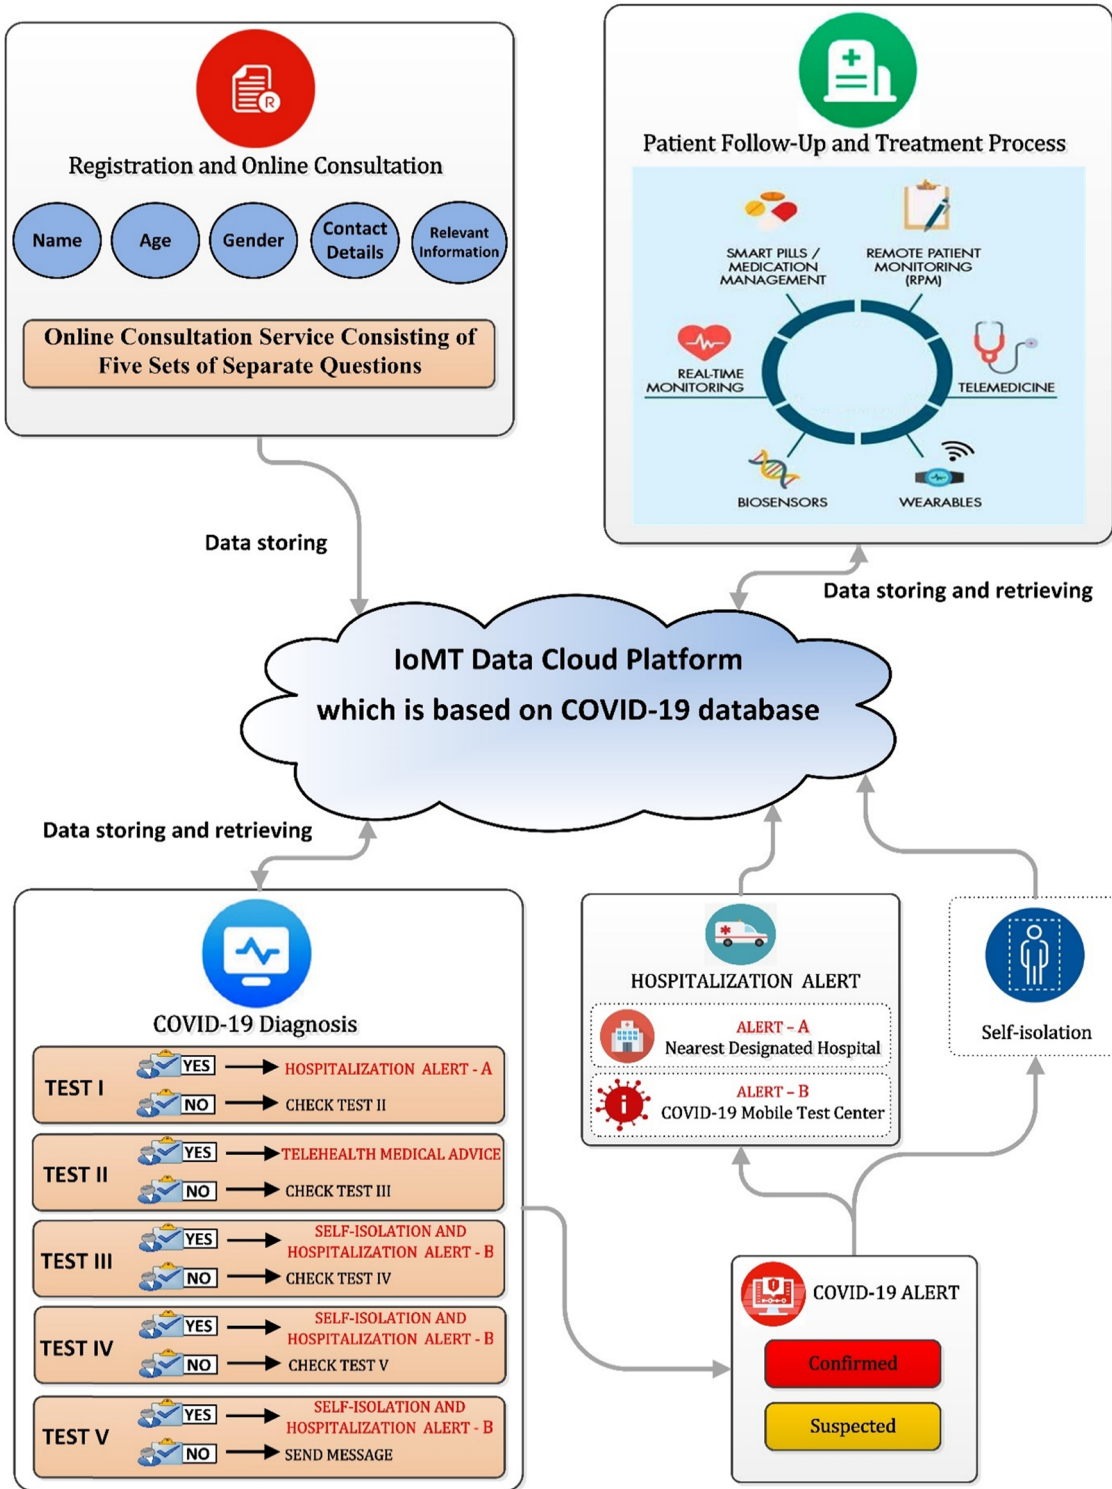 Registration and Online Consultation
Name
Age
Gender
Contact
Details
Relevant
Information
Online Consultation Service Consisting of
Five Sets of Separate Questions
Patient Follow-Up and Treatment Process
SMART PILLS /
MEDICATION
MANAGEMENT
REMOTE PATIENT
MONITORING
(RPM)
REAL-TIME
MONITORING
TELEMEDICINE
BIOSENSORS
WEARABLES
Data storing
Data storing and retrieving
IoMT Data Cloud Platform
which is based on COVID-19 database
Data storing and retrieving
COVID-19 Diagnosis
TEST I
YES
HOSPITALIZATION ALERT - A
NO
CHECK TEST II
TEST II
YES
TELEHEALTH MEDICAL ADVICE
NO
CHECK TEST III
TEST III
YES
SELF-ISOLATION AND
HOSPITALIZATION ALERT - B
NO
CHECK TEST IV
TEST IV
YES
SELF-ISOLATION AND
HOSPITALIZATION ALERT - B
NO
CHECK TEST V
TEST V
YES
SELF-ISOLATION AND
HOSPITALIZATION ALERT - B
NO
SEND MESSAGE
HOSPITALIZATION ALERT
ALERT – A
Nearest Designated Hospital
ALERT – B
COVID-19 Mobile Test Center
Self-isolation
COVID-19 ALERT
Confirmed
Suspected